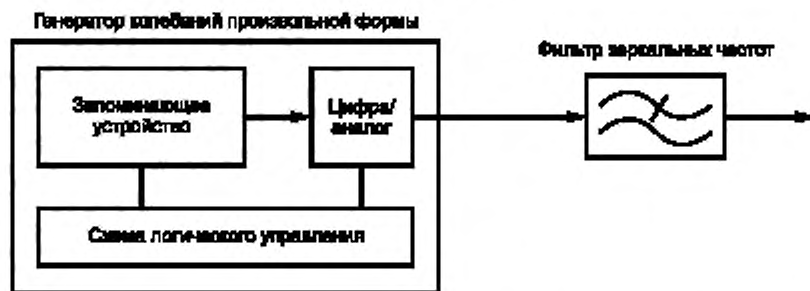 Генератор колебаний произвольной формы
Фильтр зеркальных частот
Запоминающее
устройство
Цифра/
аналог
Схема логического управления